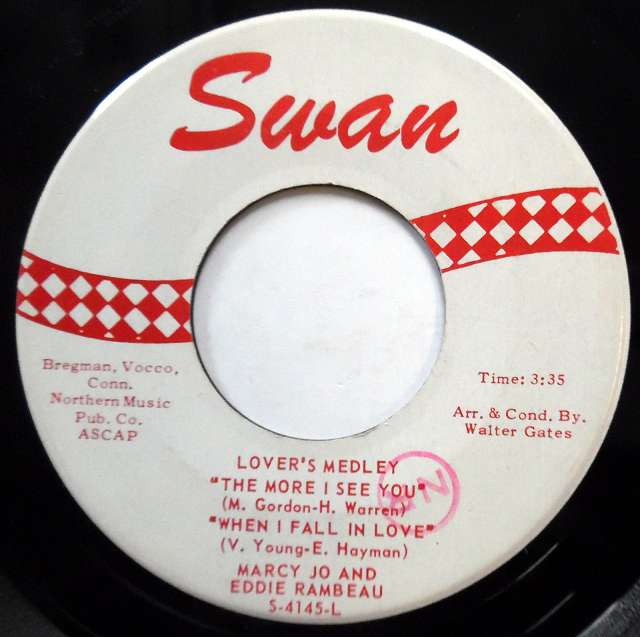 Swan
Bregman, Vocco,
Conn.
Northern Music
Pub. Co.
ASCAP
Time: 3:35
Arr. & Cond. By.
Walter Gates
LOVER'S MEDLEY
"THE MORE I SEE YOU"
(M. Gordon-H. Warren)
"WHEN I FALL IN LOVE"
(V. Young-E. Hayman)
MARCY JO AND
EDDIE RAMBEAU
S-4145-L